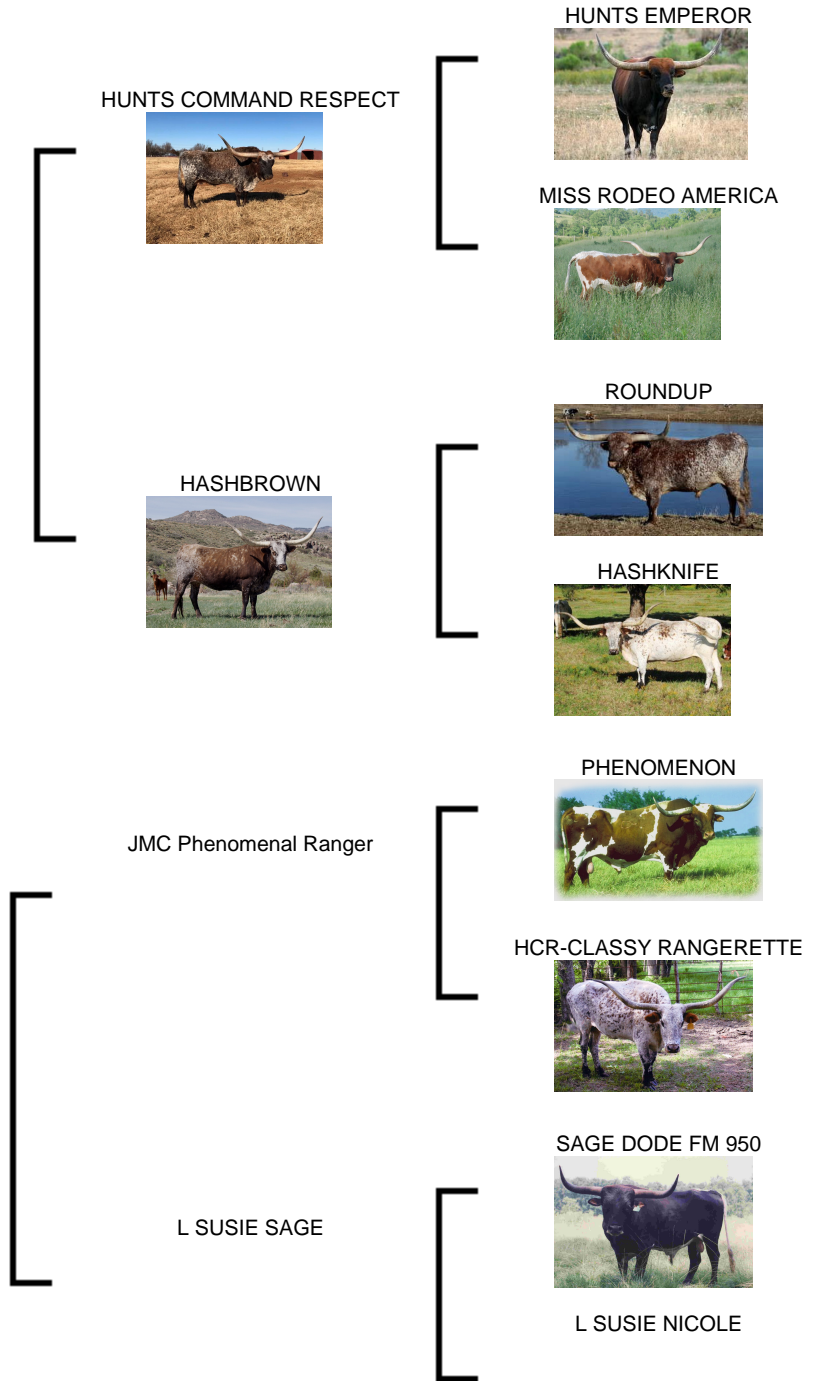 HUNTS EMPEROR
HUNTS COMMAND RESPECT
MISS RODEO AMERICA
ROUNDUP
HASHBROWN
HASHKNIFE
PHENOMENON
JMC Phenomenal Ranger
HCR-CLASSY RANGERETTE
SAGE DODE FM 950
L SUSIE SAGE
L SUSIE NICOLE